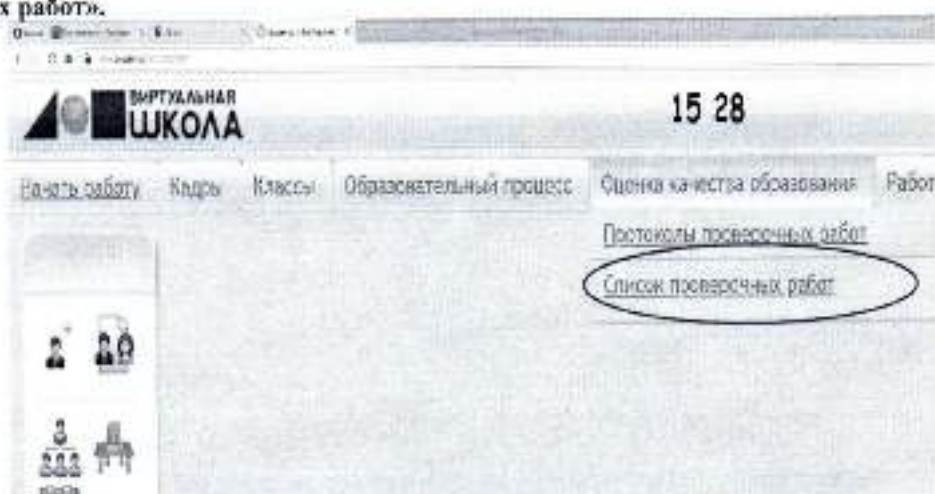 х работ».
ВИРТУАЛЬНАЯ
ШКОЛА
15 28
Начать работу Кадры Классы Образовательный процесс Оценка качества образования Работ
Протоколы проверочных работ
Список проверочных работ